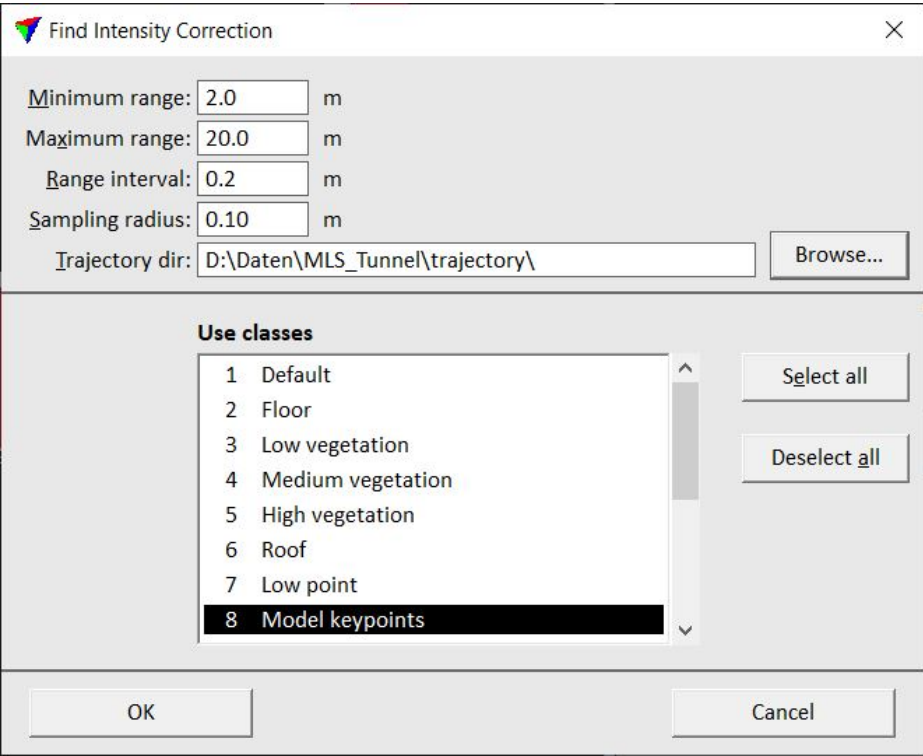 Find Intensity Correction
Minimum range: 2.0 m
Maximum range: 20.0 m
Range interval: 0.2 m
Sampling radius: 0.10 m
Trajectory dir: D:\Daten\MLS_Tunnel\trajectory\ Browse...
Use classes
1 Default
2 Floor
3 Low vegetation
4 Medium vegetation
5 High vegetation
6 Roof
7 Low point
8 Model keypoints
Select all
Deselect all
OK Cancel